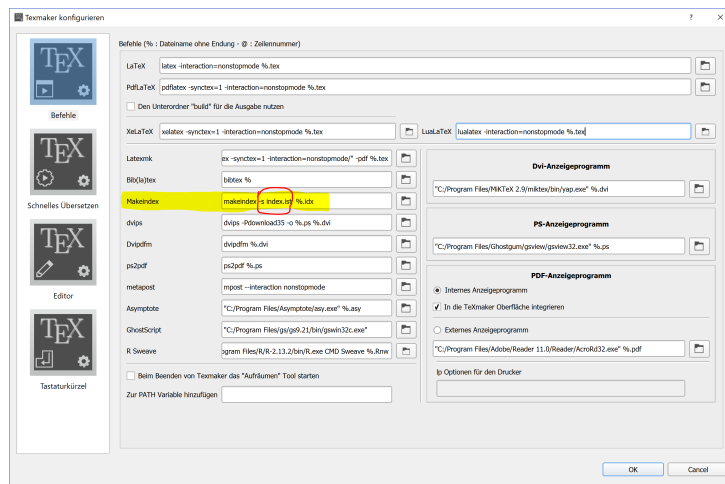 Texmaker konfigurieren
? ×
Befehle (% : Dateiname ohne Endung - @ : Zeilennummer)
TEX
Befehle
TEX
Schnelles Übersetzen
TEX
Editor
TEX
Tastaturkürzel
LaTeX latex -interaction=nonstopmode %.tex
PdfLaTeX pdflatex -synctex=1 -interaction=nonstopmode %.tex
Den Unterordner "build" für die Ausgabe nutzen
XeLaTeX xelatex -synctex=1 -interaction=nonstopmode %.tex LuaLaTeX lualatex -interaction=nonstopmode %.tex
Latexmk ex -synctex=1 -interaction=nonstopmode/" -pdf %.tex
Bib(la)tex bibtex %
Makeindex makeindex -s index.ist %.idx
dvips dvips -Pdownload35 -o %.ps %.dvi
Dvipdfm dvipdfm %.dvi
ps2pdf ps2pdf %.ps
metapost mpost --interaction nonstopmode
Asymptote "C:/Program Files/Asymptote/asy.exe" %.asy
GhostScript "C:/Program Files/gs/gs9.21/bin/gswin32c.exe"
R Sweave ogram Files/R/R-2.13.2/bin/R.exe CMD Sweave %.Rnw
Beim Beenden von Texmaker das "Aufräumen" Tool starten
Zur PATH Variable hinzufügen
Dvi-Anzeigeprogramm
"C:/Program Files/MiKTeX 2.9/miktex/bin/yap.exe" %.dvi
PS-Anzeigeprogramm
"C:/Program Files/Ghostgum/gsview/gsview32.exe" %.ps
PDF-Anzeigeprogramm
Internes Anzeigeprogramm
In die TeXmaker Oberfläche integrieren
Externes Anzeigeprogramm
"C:/Program Files/Adobe/Reader 11.0/Reader/AcroRd32.exe" %.pdf
lp Optionen für den Drucker
OK Cancel